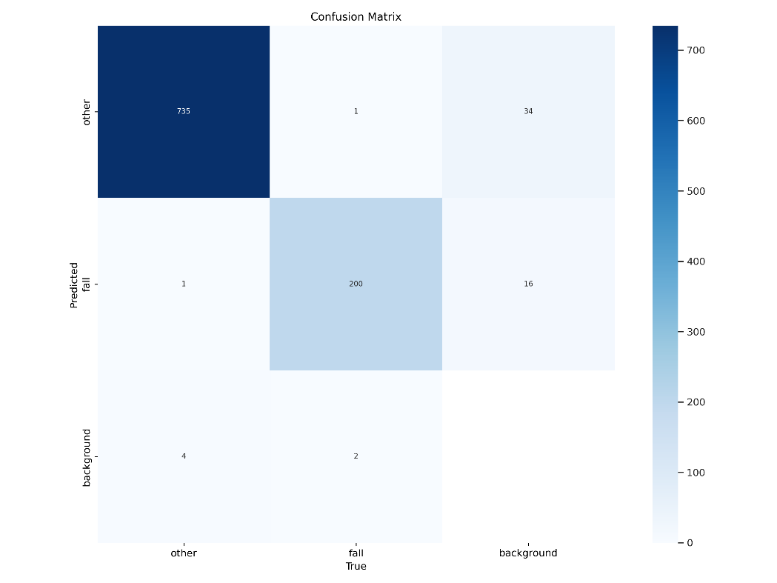 Confusion Matrix
other
735
1
34
Predicted
fall
1
200
16
background
4
2
other
fall
background
True
700
600
500
400
300
200
100
0